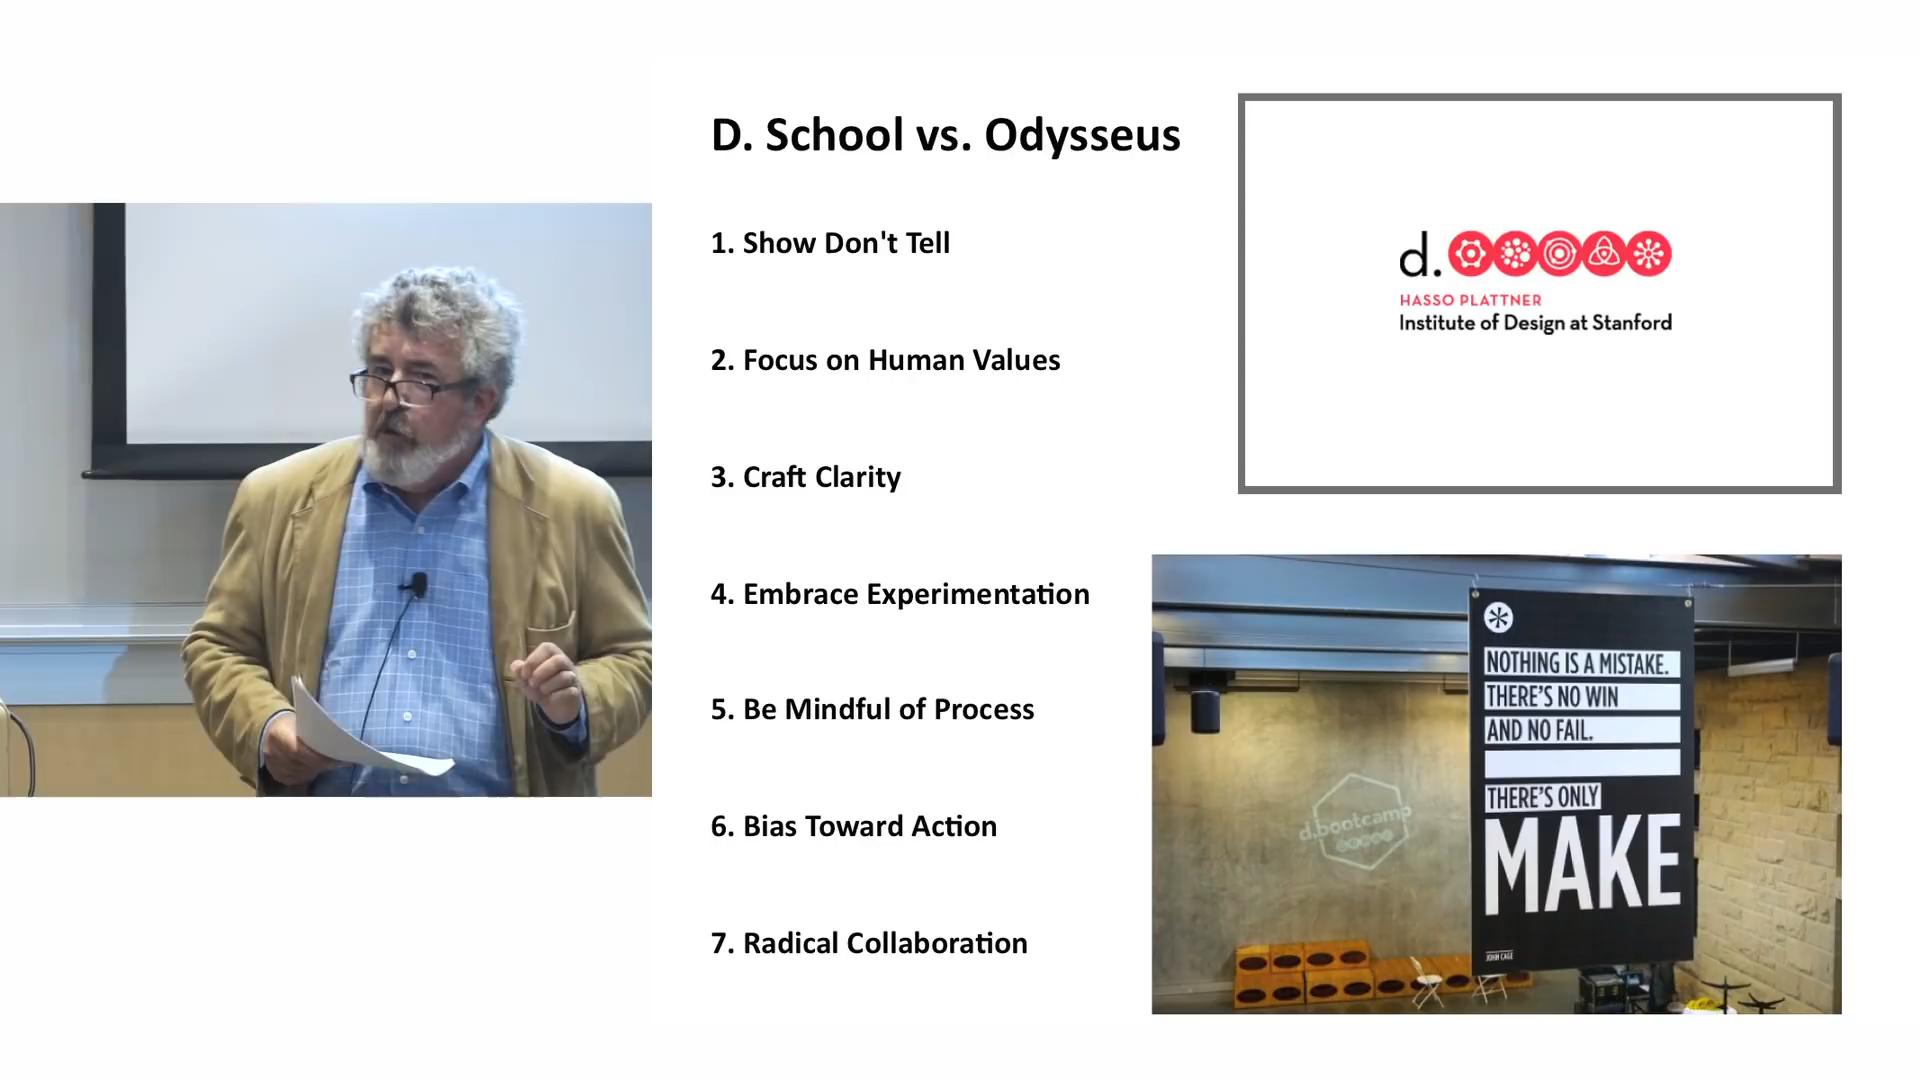 D. School vs. Odysseus
1. Show Don't Tell
2. Focus on Human Values
3. Craft Clarity
4. Embrace Experimentation
5. Be Mindful of Process
6. Bias Toward Action
7. Radical Collaboration
d.
HASSO PLATTNER
Institute of Design at Stanford
d.bootcamp
NOTHING IS A MISTAKE.
THERE'S NO WIN
AND NO FAIL.
THERE'S ONLY
MAKE
JOHN CAGE